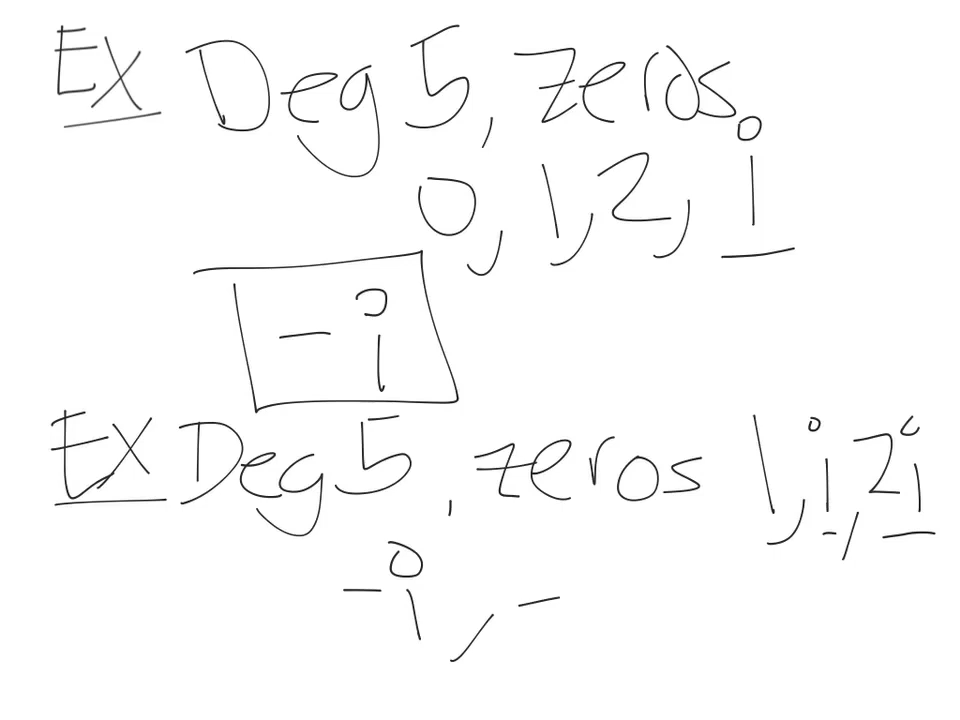 Ex Deg 5, zeros
0, 1, 2, i
-i
Ex Deg 5, zeros 1, i, 2i
-i, -